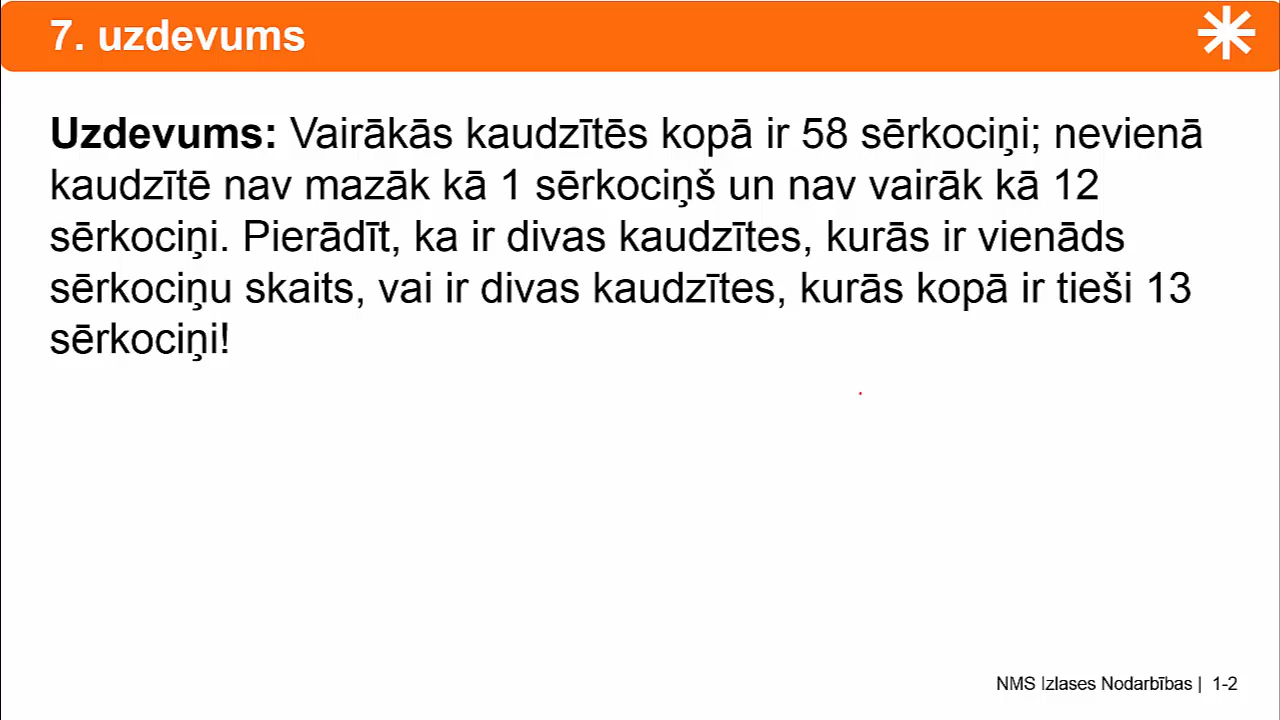 7. uzdevums
Uzdevums: Vairākās kaudzītēs kopā ir 58 sērkociņi; nevienā
kaudzītē nav mazāk kā 1 sērkociņš un nav vairāk kā 12
sērkociņi. Pierādīt, ka ir divas kaudzītes, kurās ir vienāds
sērkociņu skaits, vai ir divas kaudzītes, kurās kopā ir tieši 13
sērkociņi!
NMS Izlases Nodarbības | 1-2